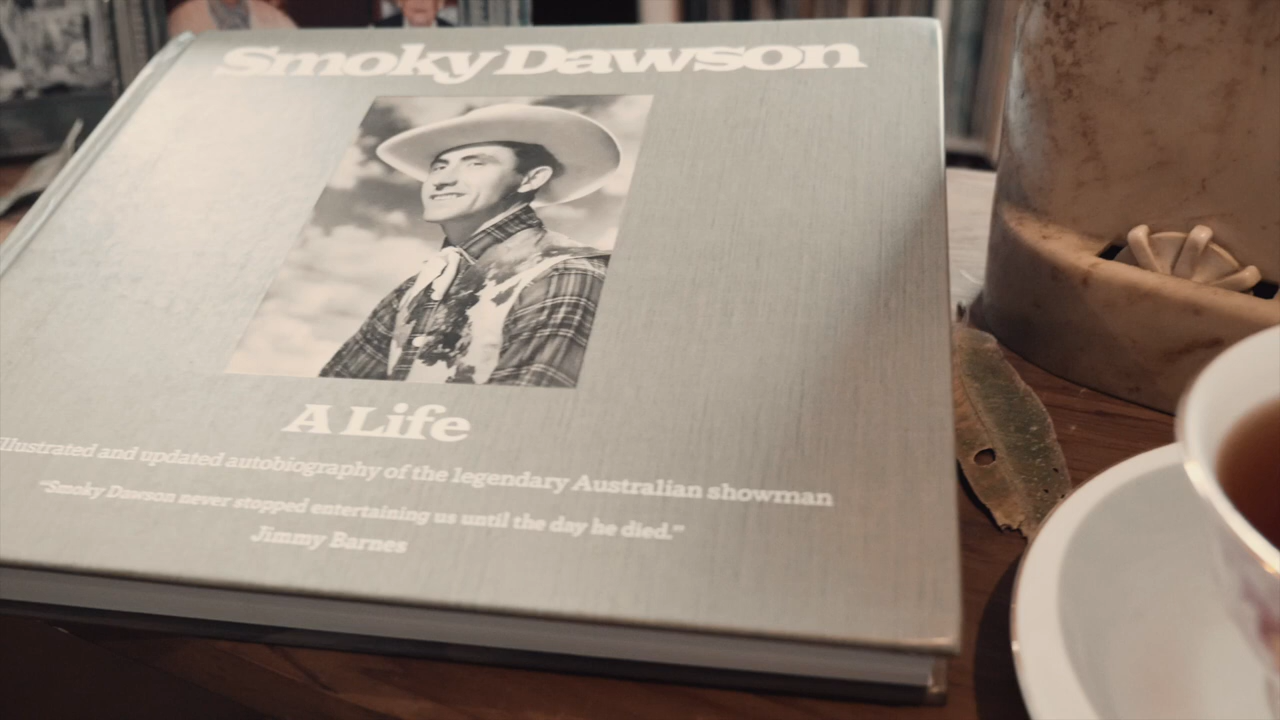 Smoky Dawson
A Life
Illustrated and updated autobiography of the legendary Australian showman
"Smoky Dawson never stopped entertaining us until the day he died."
Jimmy Barnes